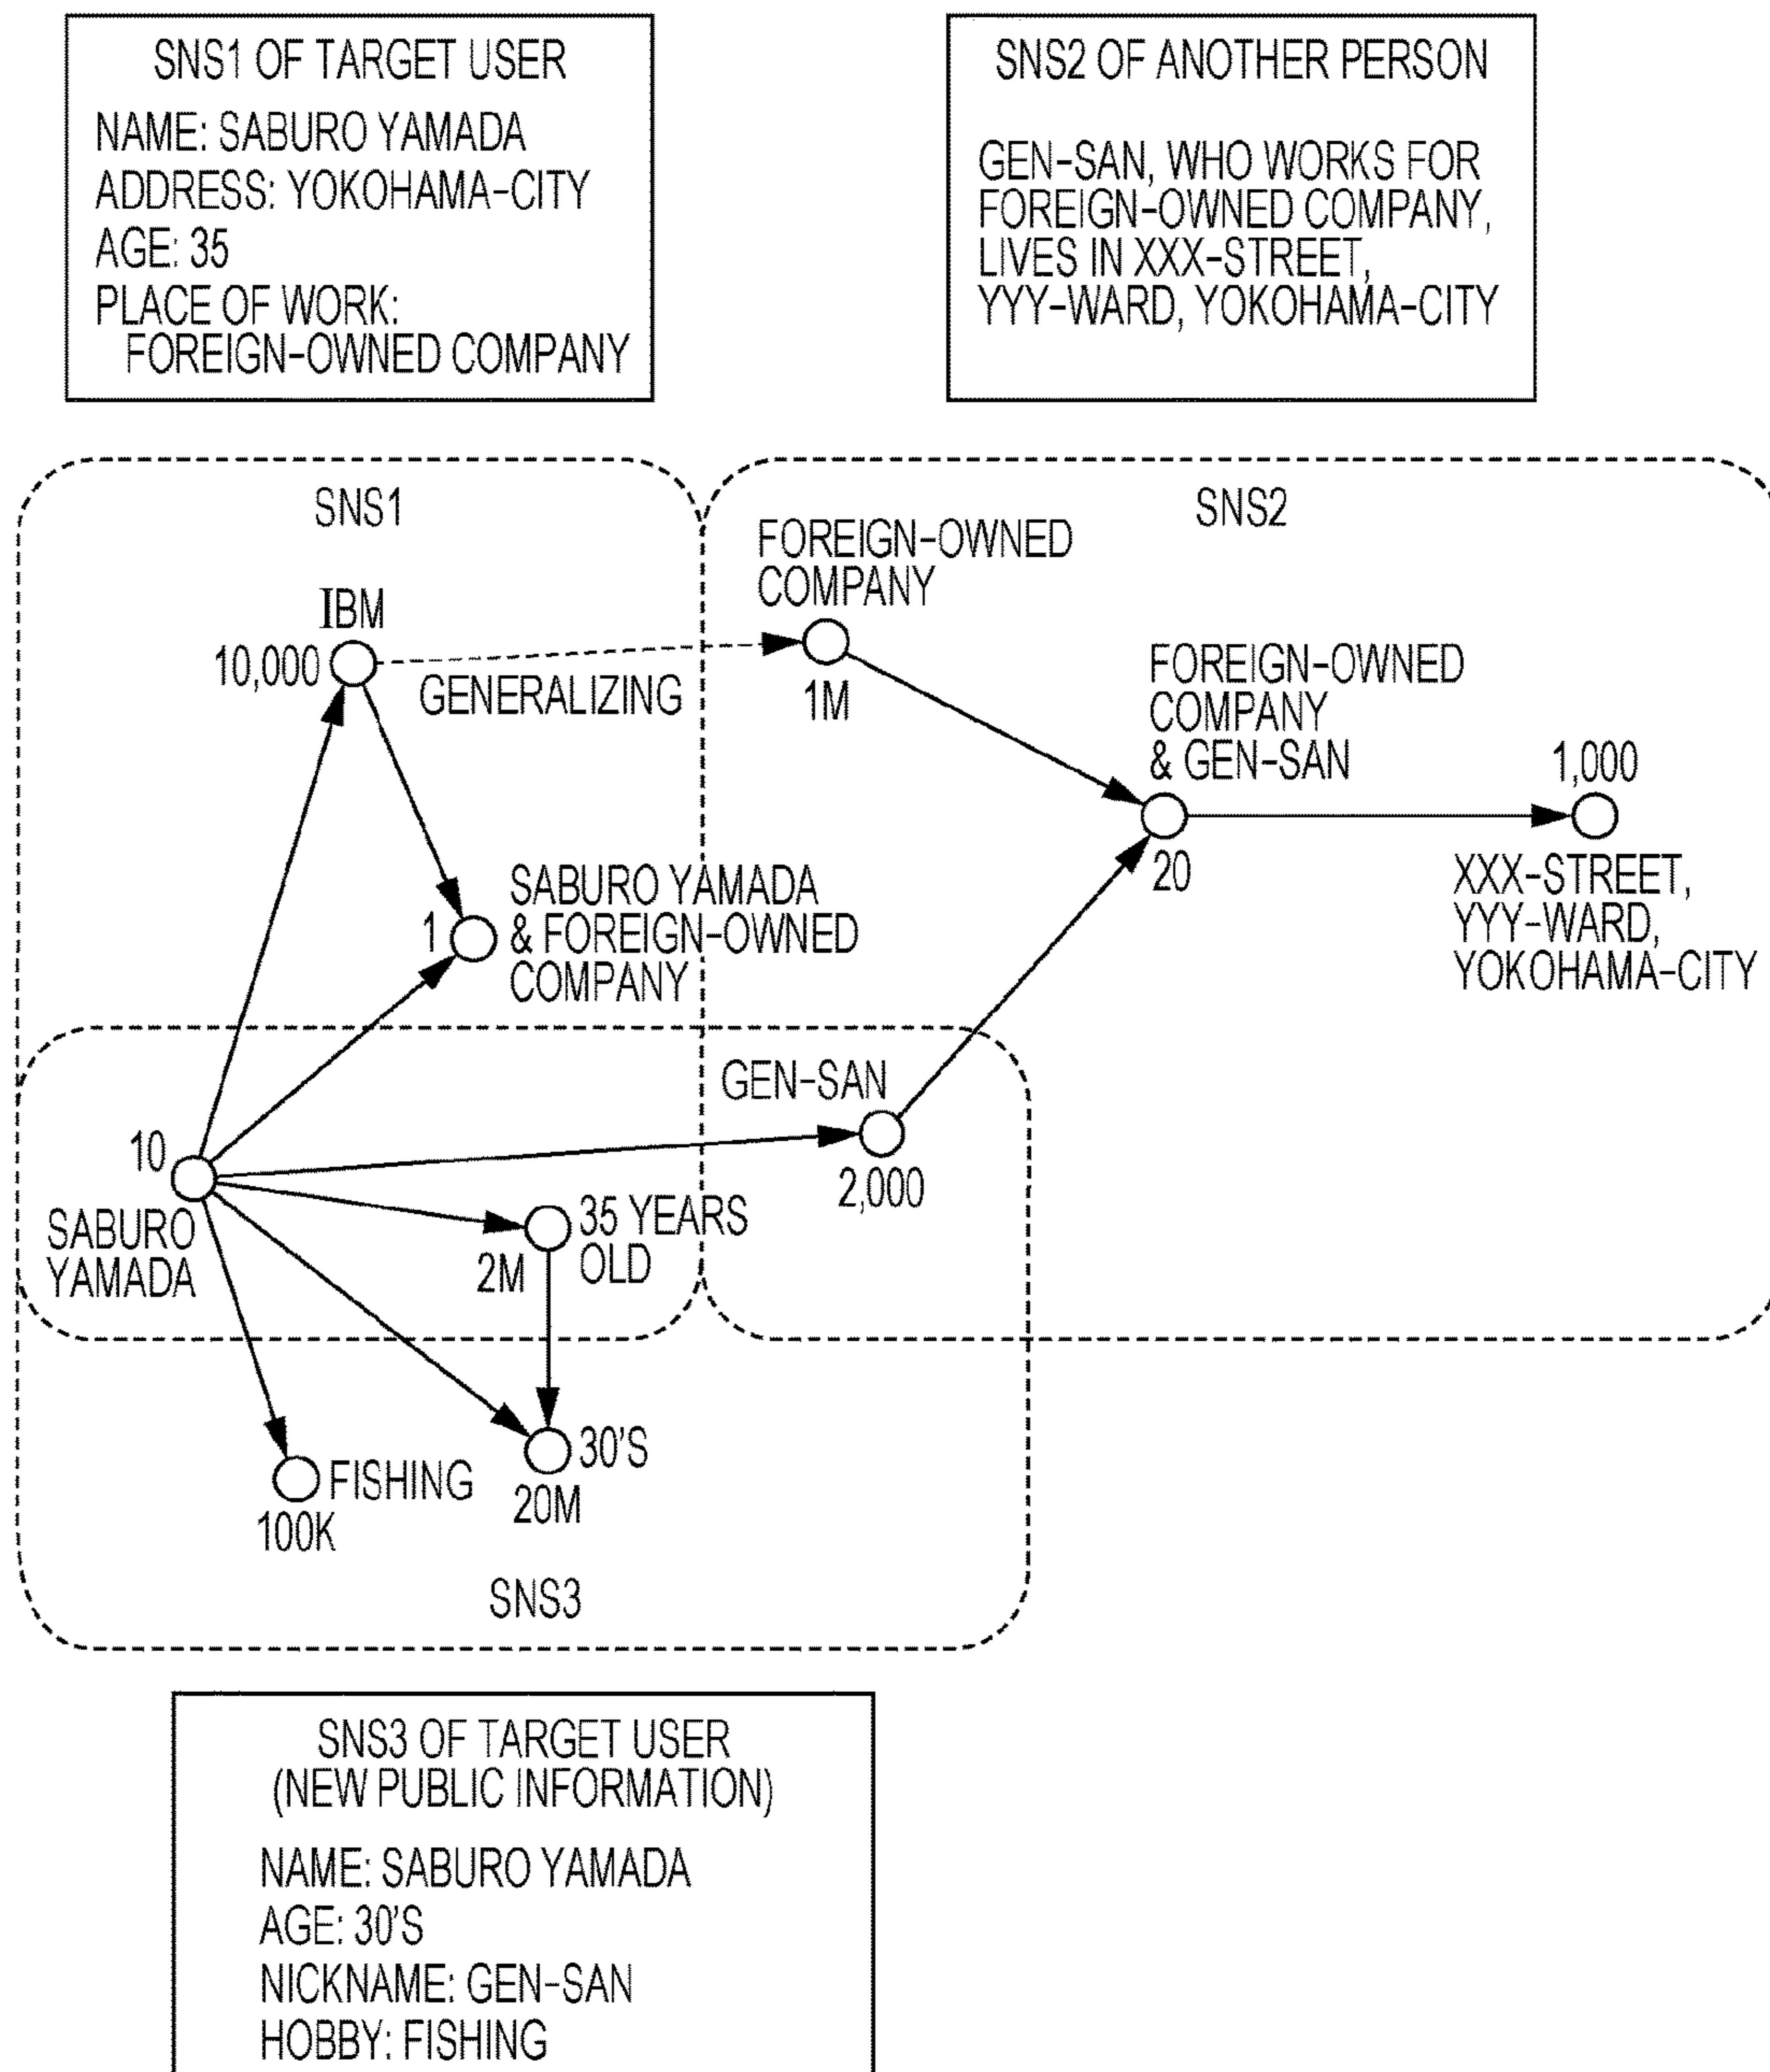 SNS1 OF TARGET USER
NAME: SABURO YAMADA
ADDRESS: YOKOHAMA-CITY
AGE: 35
PLACE OF WORK:
FOREIGN-OWNED COMPANY
SNS2 OF ANOTHER PERSON
GEN-SAN, WHO WORKS FOR
FOREIGN-OWNED COMPANY,
LIVES IN XXX-STREET,
YYY-WARD, YOKOHAMA-CITY
SNS1
IBM
10,000
GENERALIZING
1
SABURO YAMADA
& FOREIGN-OWNED
COMPANY
SNS2
FOREIGN-OWNED
COMPANY
1M
FOREIGN-OWNED
COMPANY
& GEN-SAN
20
1,000
XXX-STREET,
YYY-WARD,
YOKOHAMA-CITY
GEN-SAN
2,000
10
SABURO
YAMADA
35 YEARS
OLD
2M
30'S
20M
FISHING
100K
SNS3
SNS3 OF TARGET USER
(NEW PUBLIC INFORMATION)
NAME: SABURO YAMADA
AGE: 30'S
NICKNAME: GEN-SAN
HOBBY: FISHING